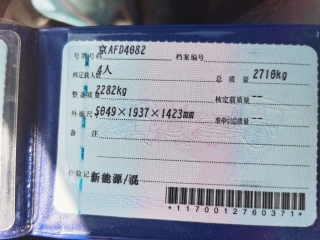 号牌号码 京AFD4082 档案编号
核定载人数 4人 总质量 2710kg
整备质量 2282kg 核定载质量 --
外廓尺寸 5049×1937×1423mm 准牵引总质量 --
备注
检验记录 新能源/混
*1170012760371*